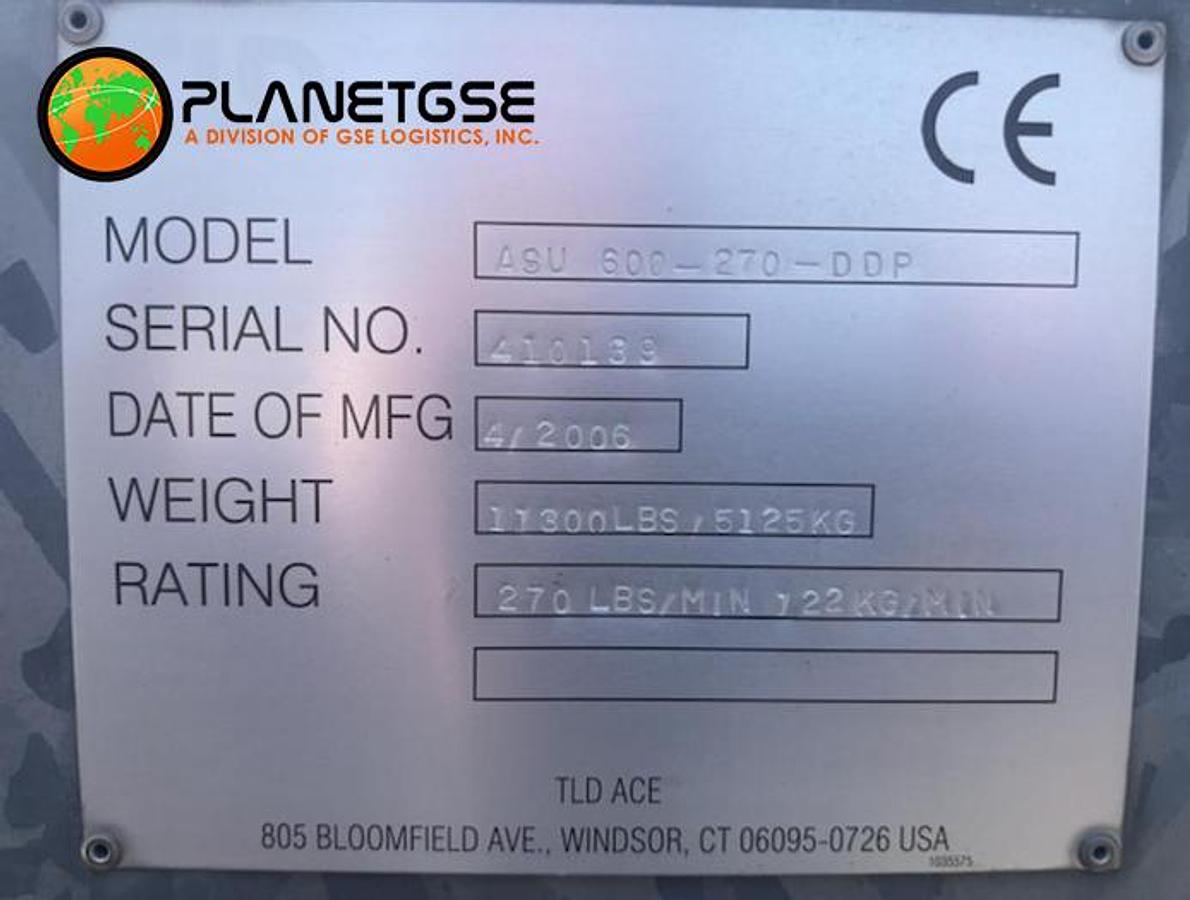 PLANETGSE
A DIVISION OF GSE LOGISTICS, INC.
CE
MODEL ASU 600-270-DDP
SERIAL NO. 410139
DATE OF MFG 4/2006
WEIGHT 11300LBS/5125KG
RATING 270 LBS/MIN 122KG/MIN
TLD ACE
805 BLOOMFIELD AVE., WINDSOR, CT 06095-0726 USA
1035575